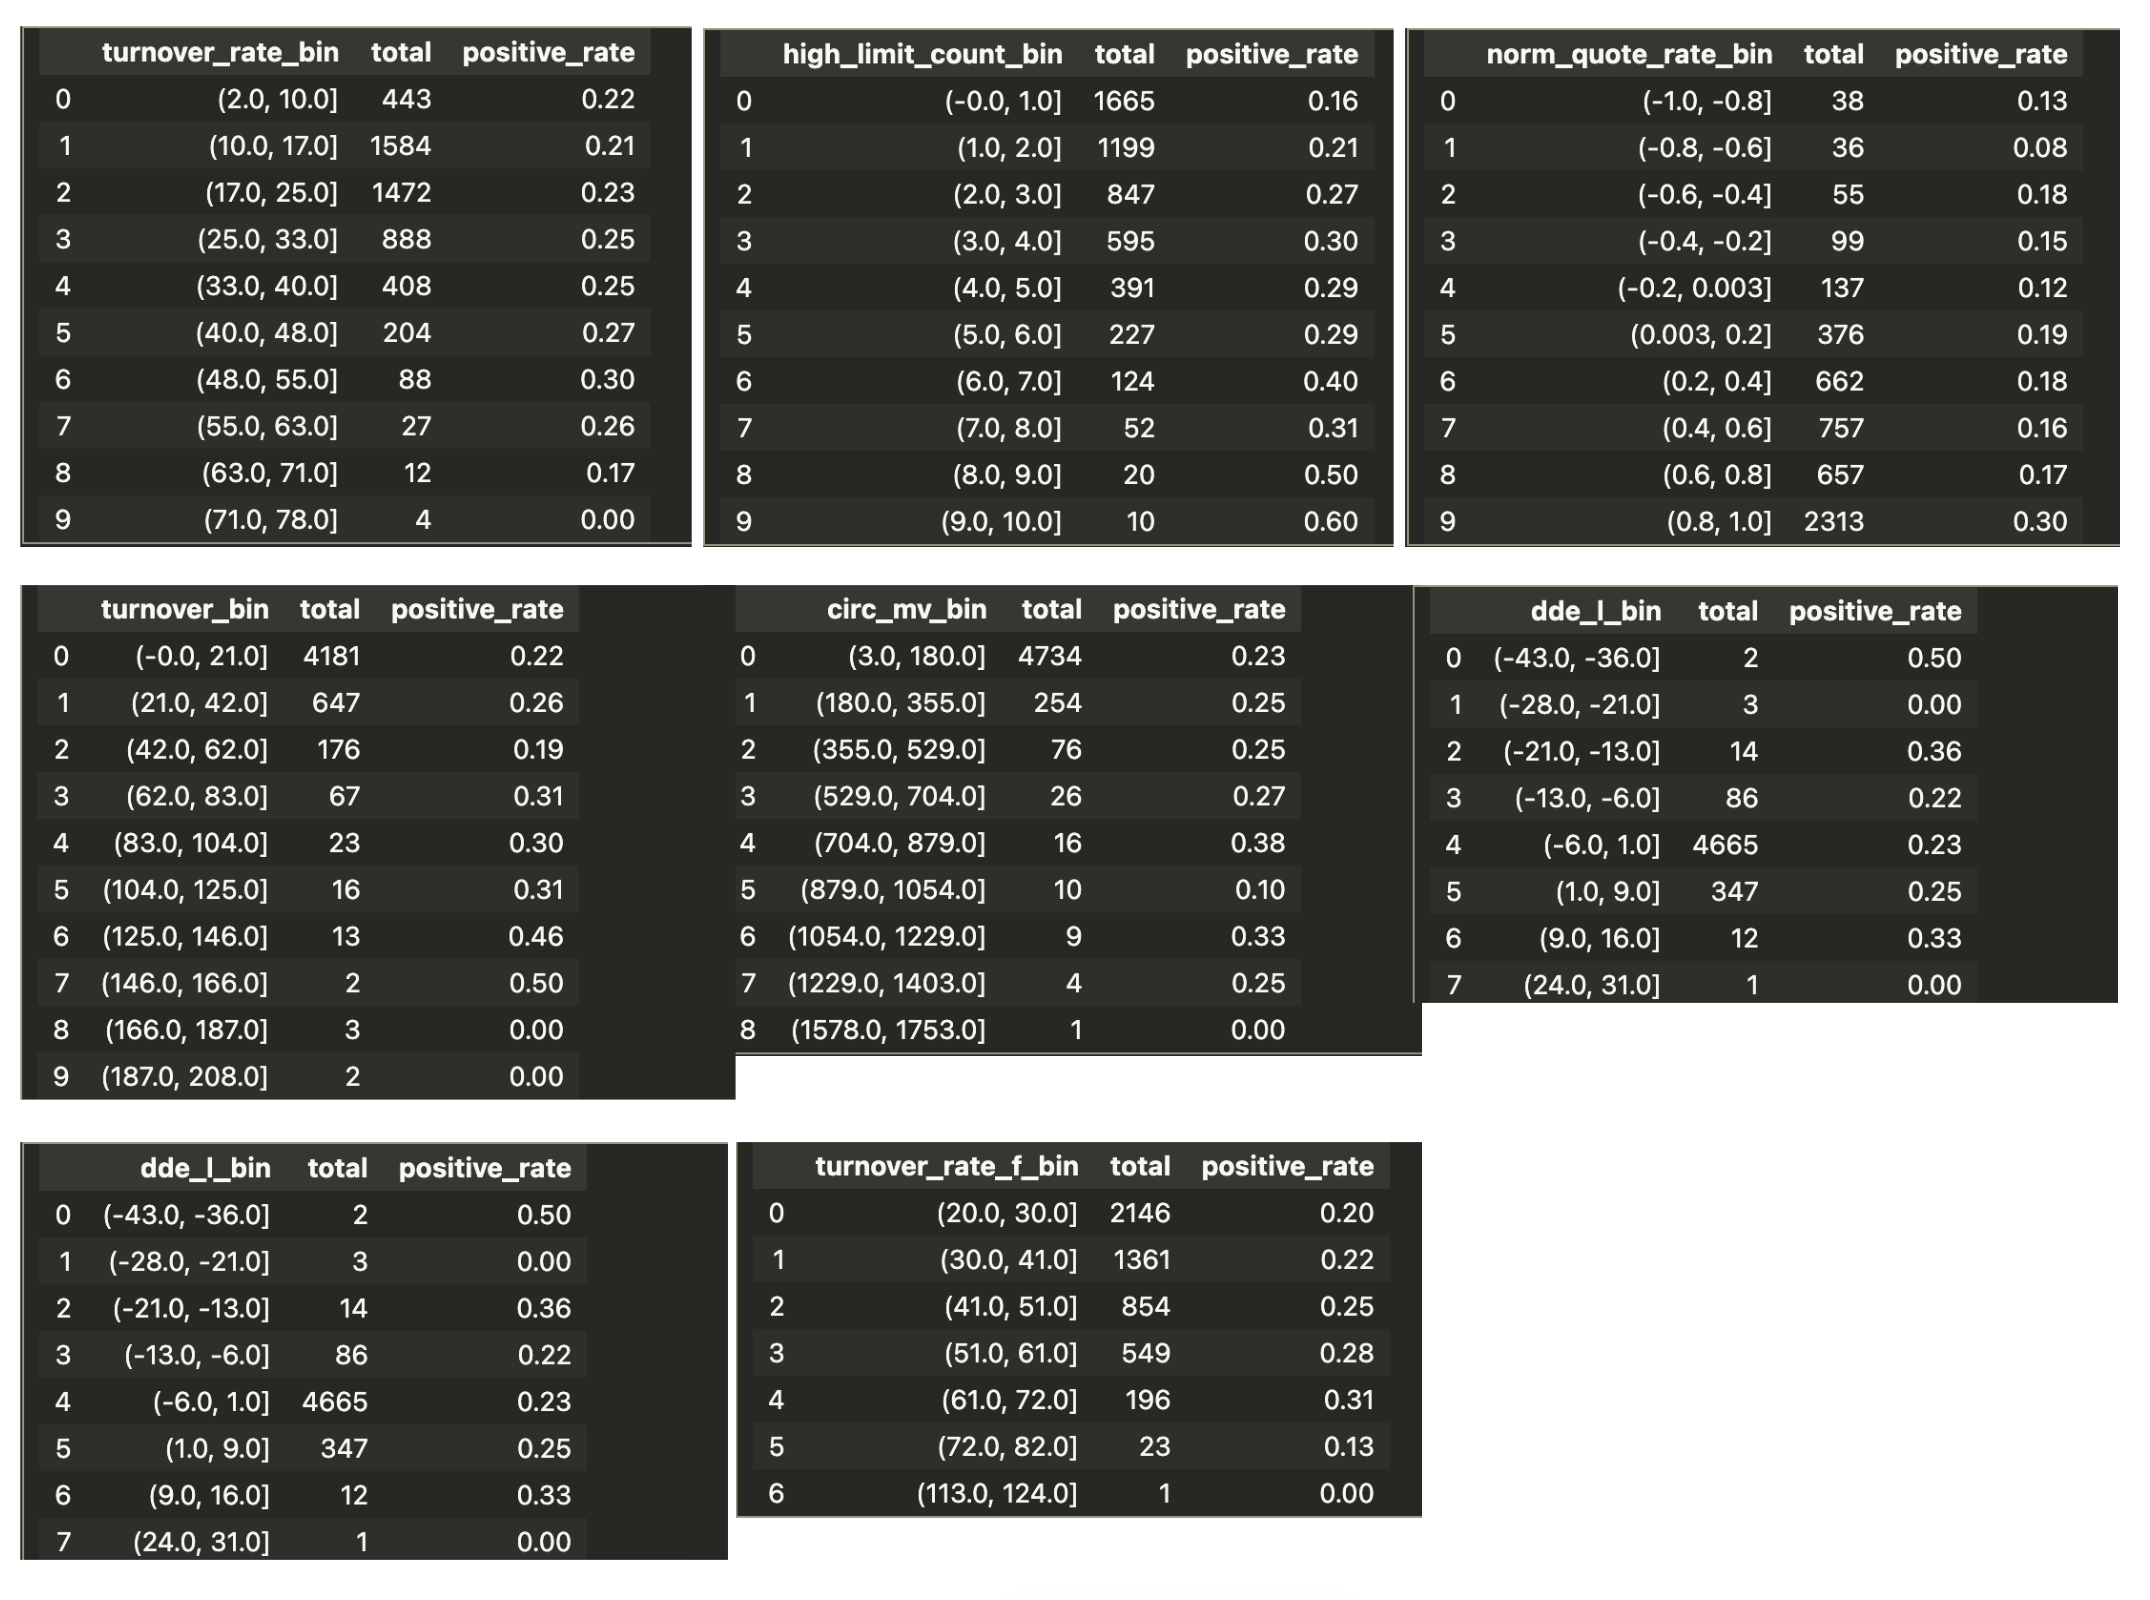 turnover_rate_bin total positive_rate
0 (2.0, 10.0] 443 0.22
1 (10.0, 17.0] 1584 0.21
2 (17.0, 25.0] 1472 0.23
3 (25.0, 33.0] 888 0.25
4 (33.0, 40.0] 408 0.25
5 (40.0, 48.0] 204 0.27
6 (48.0, 55.0] 88 0.30
7 (55.0, 63.0] 27 0.26
8 (63.0, 71.0] 12 0.17
9 (71.0, 78.0] 4 0.00
high_limit_count_bin total positive_rate
0 (-0.0, 1.0] 1665 0.16
1 (1.0, 2.0] 1199 0.21
2 (2.0, 3.0] 847 0.27
3 (3.0, 4.0] 595 0.30
4 (4.0, 5.0] 391 0.29
5 (5.0, 6.0] 227 0.29
6 (6.0, 7.0] 124 0.40
7 (7.0, 8.0] 52 0.31
8 (8.0, 9.0] 20 0.50
9 (9.0, 10.0] 10 0.60
norm_quote_rate_bin total positive_rate
0 (-1.0, -0.8] 38 0.13
1 (-0.8, -0.6] 36 0.08
2 (-0.6, -0.4] 55 0.18
3 (-0.4, -0.2] 99 0.15
4 (-0.2, 0.003] 137 0.12
5 (0.003, 0.2] 376 0.19
6 (0.2, 0.4] 662 0.18
7 (0.4, 0.6] 757 0.16
8 (0.6, 0.8] 657 0.17
9 (0.8, 1.0] 2313 0.30
turnover_bin total positive_rate
0 (-0.0, 21.0] 4181 0.22
1 (21.0, 42.0] 647 0.26
2 (42.0, 62.0] 176 0.19
3 (62.0, 83.0] 67 0.31
4 (83.0, 104.0] 23 0.30
5 (104.0, 125.0] 16 0.31
6 (125.0, 146.0] 13 0.46
7 (146.0, 166.0] 2 0.50
8 (166.0, 187.0] 3 0.00
9 (187.0, 208.0] 2 0.00
circ_mv_bin total positive_rate
0 (3.0, 180.0] 4734 0.23
1 (180.0, 355.0] 254 0.25
2 (355.0, 529.0] 76 0.25
3 (529.0, 704.0] 26 0.27
4 (704.0, 879.0] 16 0.38
5 (879.0, 1054.0] 10 0.10
6 (1054.0, 1229.0] 9 0.33
7 (1229.0, 1403.0] 4 0.25
8 (1578.0, 1753.0] 1 0.00
dde_l_bin total positive_rate
0 (-43.0, -36.0] 2 0.50
1 (-28.0, -21.0] 3 0.00
2 (-21.0, -13.0] 14 0.36
3 (-13.0, -6.0] 86 0.22
4 (-6.0, 1.0] 4665 0.23
5 (1.0, 9.0] 347 0.25
6 (9.0, 16.0] 12 0.33
7 (24.0, 31.0] 1 0.00
dde_l_bin total positive_rate
0 (-43.0, -36.0] 2 0.50
1 (-28.0, -21.0] 3 0.00
2 (-21.0, -13.0] 14 0.36
3 (-13.0, -6.0] 86 0.22
4 (-6.0, 1.0] 4665 0.23
5 (1.0, 9.0] 347 0.25
6 (9.0, 16.0] 12 0.33
7 (24.0, 31.0] 1 0.00
turnover_rate_f_bin total positive_rate
0 (20.0, 30.0] 2146 0.20
1 (30.0, 41.0] 1361 0.22
2 (41.0, 51.0] 854 0.25
3 (51.0, 61.0] 549 0.28
4 (61.0, 72.0] 196 0.31
5 (72.0, 82.0] 23 0.13
6 (113.0, 124.0] 1 0.00